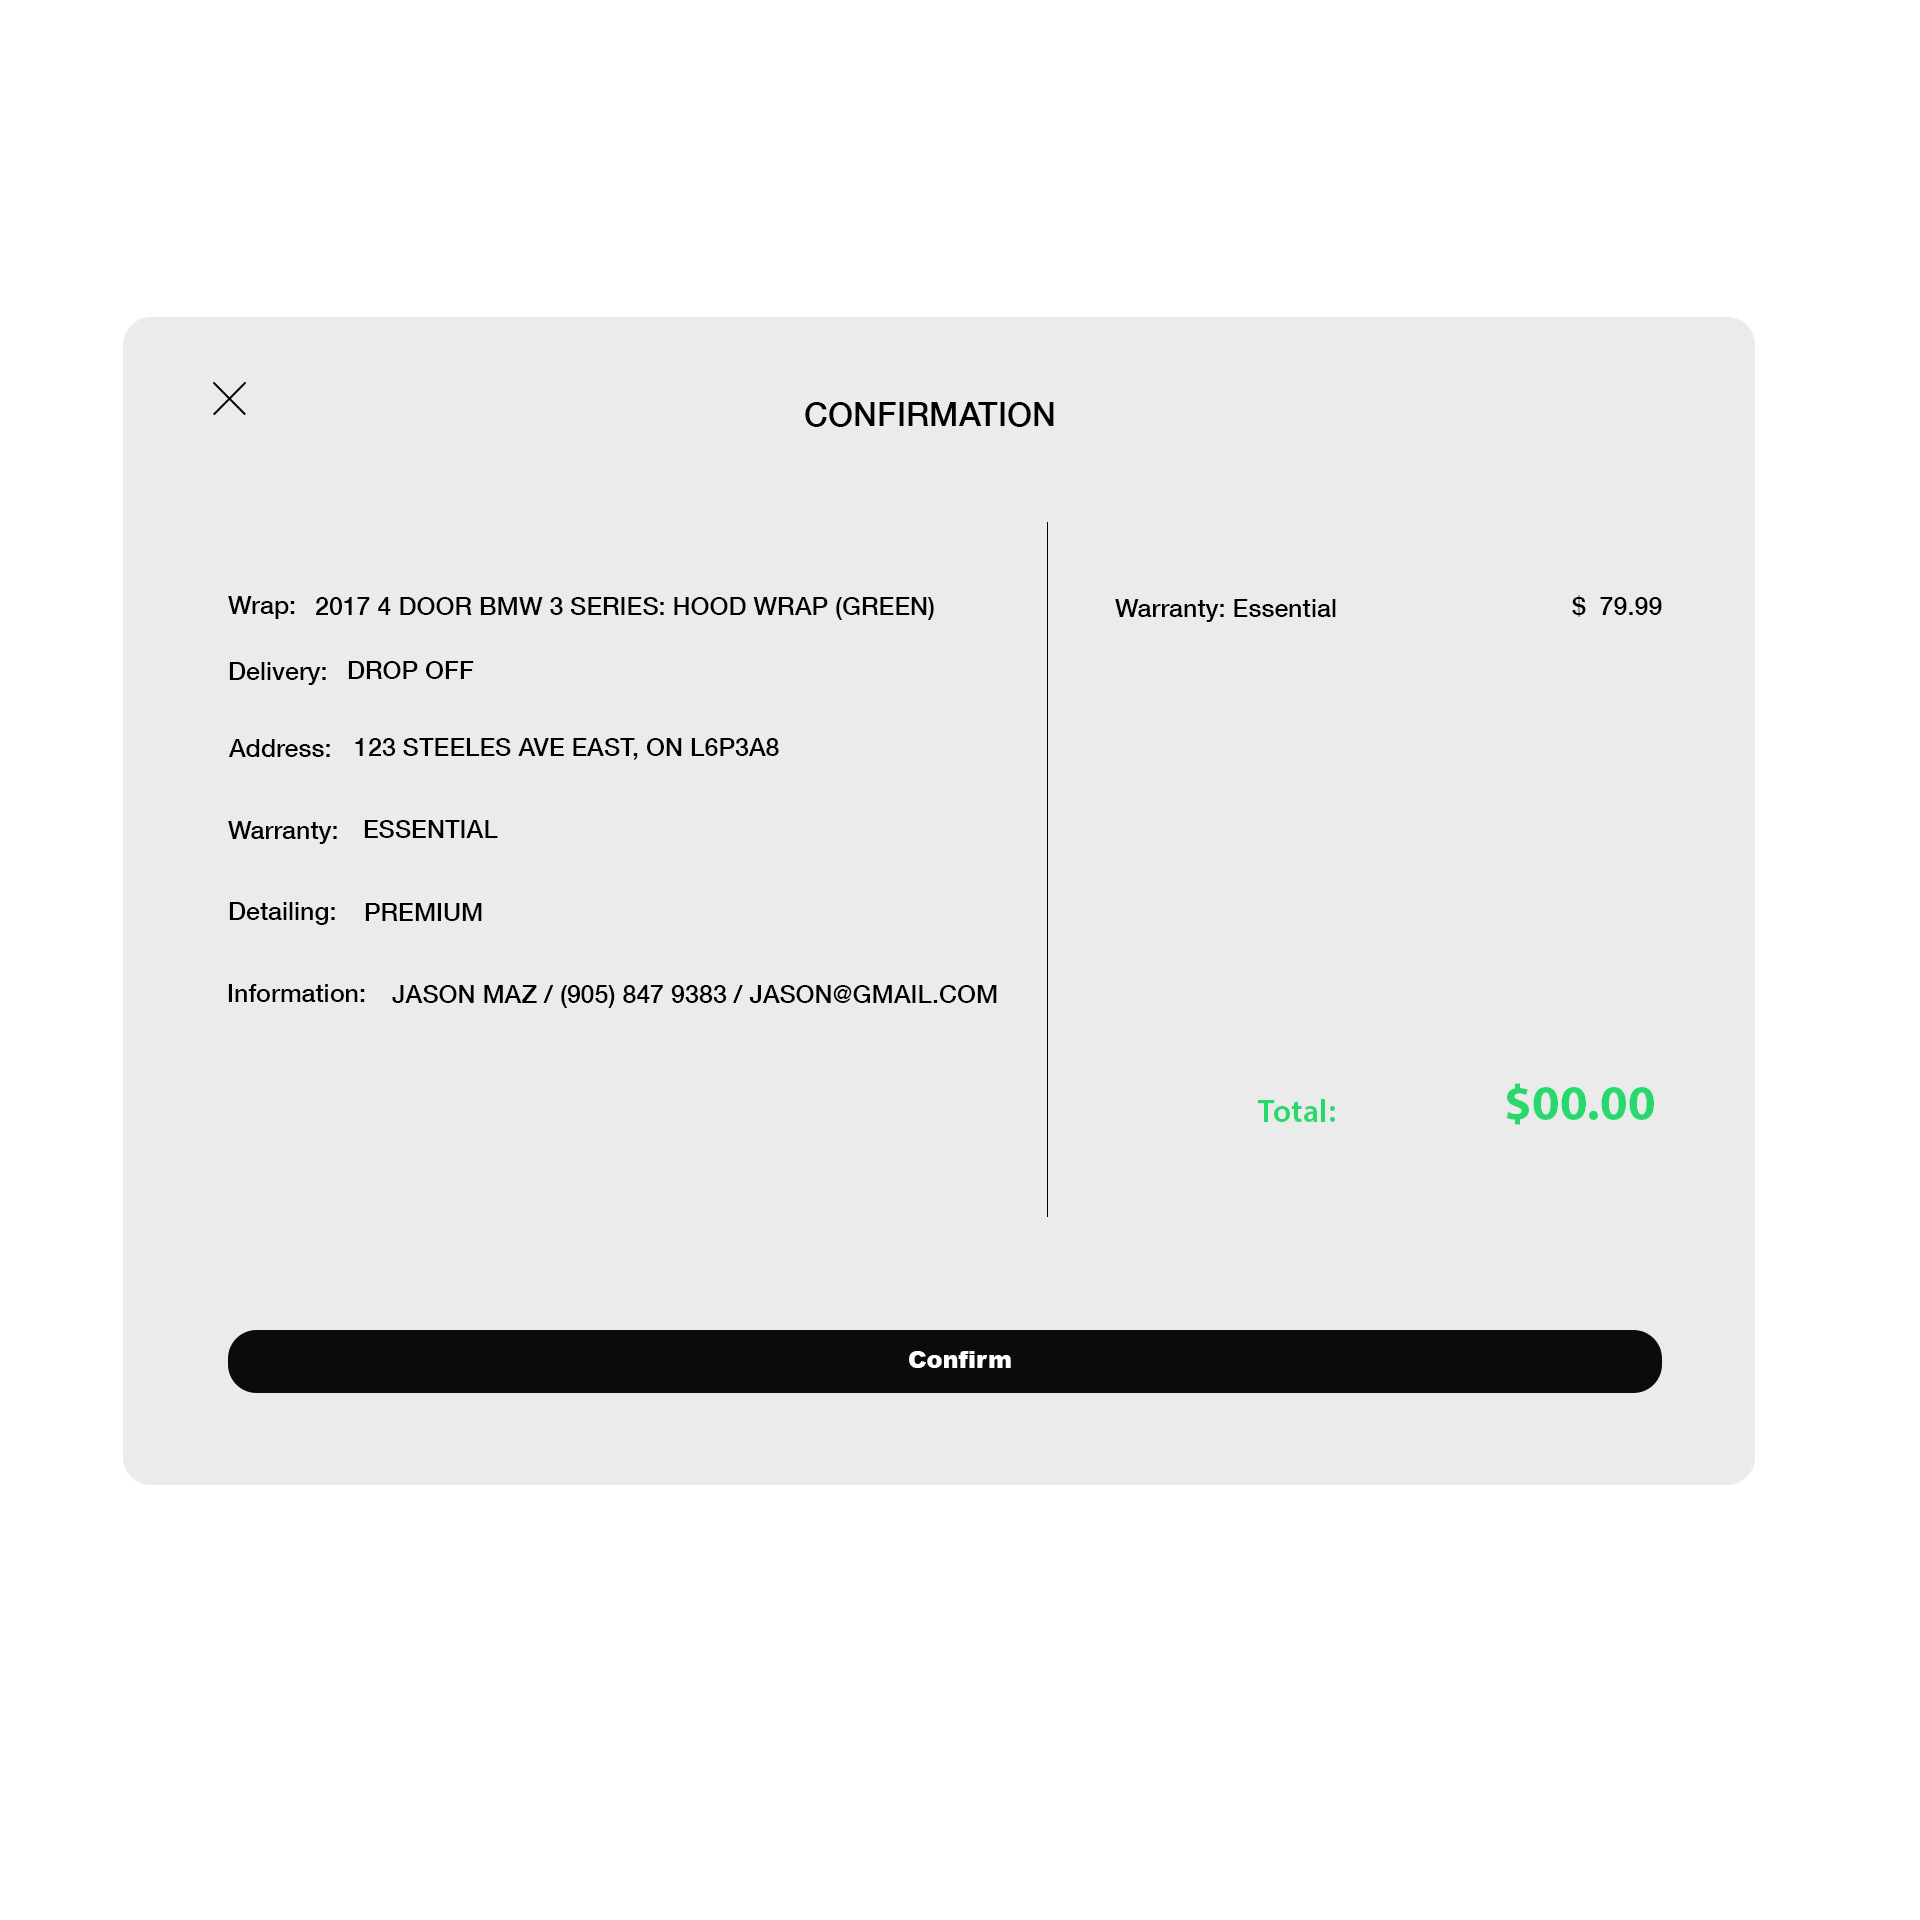 CONFIRMATION
Wrap: 2017 4 DOOR BMW 3 SERIES: HOOD WRAP (GREEN)
Delivery: DROP OFF
Address: 123 STEELES AVE EAST, ON L6P3A8
Warranty: ESSENTIAL
Detailing: PREMIUM
Information: JASON MAZ / (905) 847 9383 / JASON@GMAIL.COM
Warranty: Essential $ 79.99
Total: $00.00
Confirm